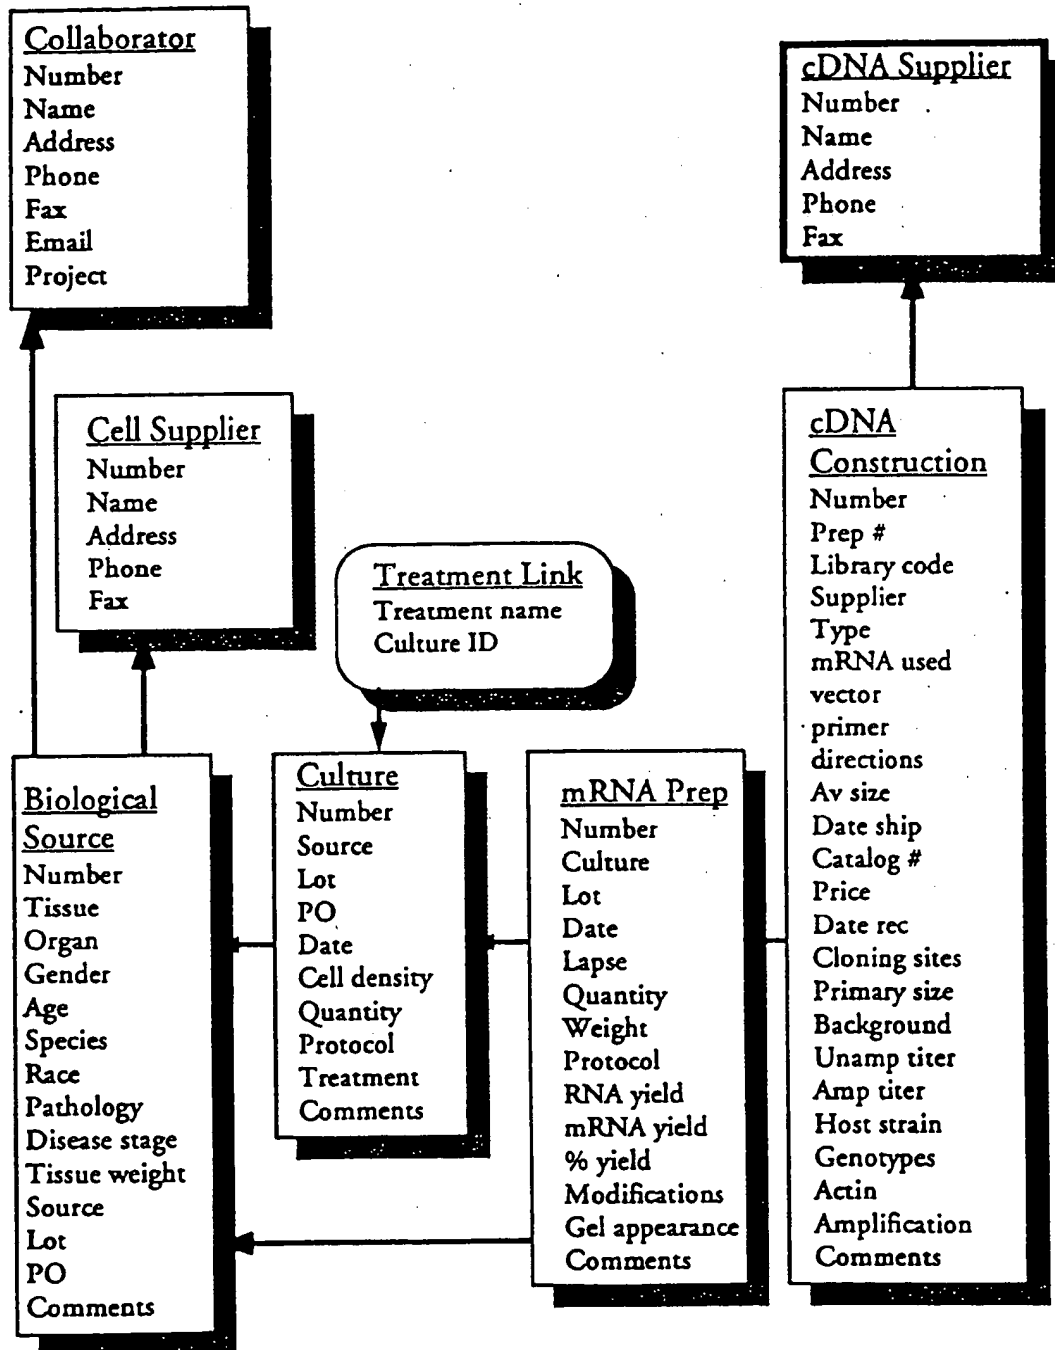 Collaborator
Number
Name
Address
Phone
Fax
Email
Project
cDNA Supplier
Number
Name
Address
Phone
Fax
Cell Supplier
Number
Name
Address
Phone
Fax
Treatment Link
Treatment name
Culture ID
Biological
Source
Number
Tissue
Organ
Gender
Age
Species
Race
Pathology
Disease stage
Tissue weight
Source
Lot
PO
Comments
Culture
Number
Source
Lot
PO
Date
Cell density
Quantity
Protocol
Treatment
Comments
mRNA Prep
Number
Culture
Lot
Date
Lapse
Quantity
Weight
Protocol
RNA yield
mRNA yield
% yield
Modifications
Gel appearance
Comments
cDNA
Construction
Number
Prep #
Library code
Supplier
Type
mRNA used
vector
primer
directions
Av size
Date ship
Catalog #
Price
Date rec
Cloning sites
Primary size
Background
Unamp titer
Amp titer
Host strain
Genotypes
Actin
Amplification
Comments